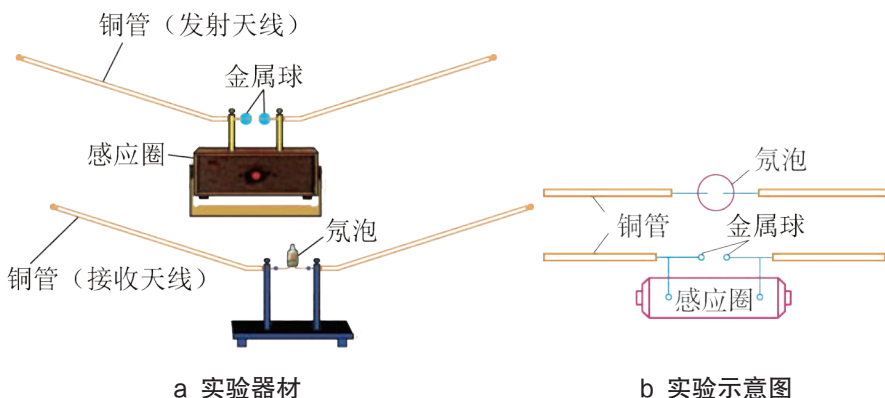 铜管（发射天线）
金属球
感应圈
氖泡
铜管（接收天线）
a 实验器材
氖泡
铜管
金属球
感应圈
b 实验示意图